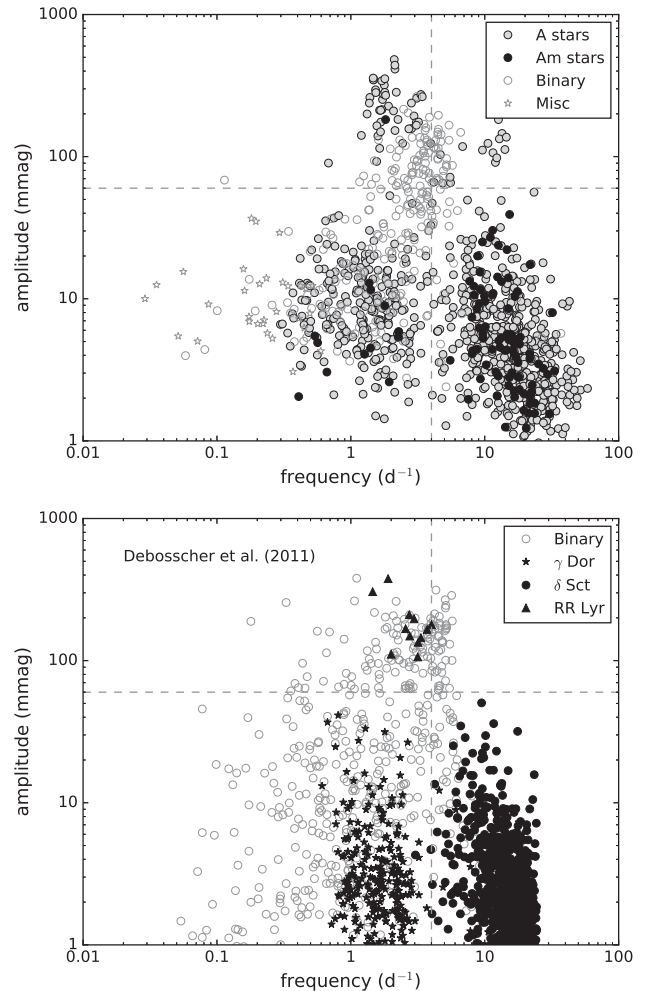 1000
100
10
1
amplitude (mmag)
A stars
Am stars
Binary
Misc
0.01
0.1
1
10
100
frequency (d⁻¹)
1000
100
10
1
amplitude (mmag)
Debosscher et al. (2011)
Binary
γ Dor
δ Sct
RR Lyr
0.01
0.1
1
10
100
frequency (d⁻¹)